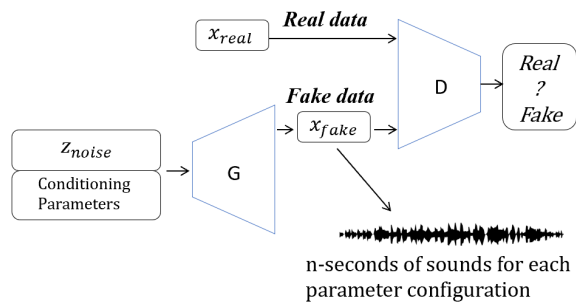 Real data
x_real
D
Real
?
Fake
Fake data
x_fake
z_noise
Conditioning
Parameters
G
n-seconds of sounds for each
parameter configuration